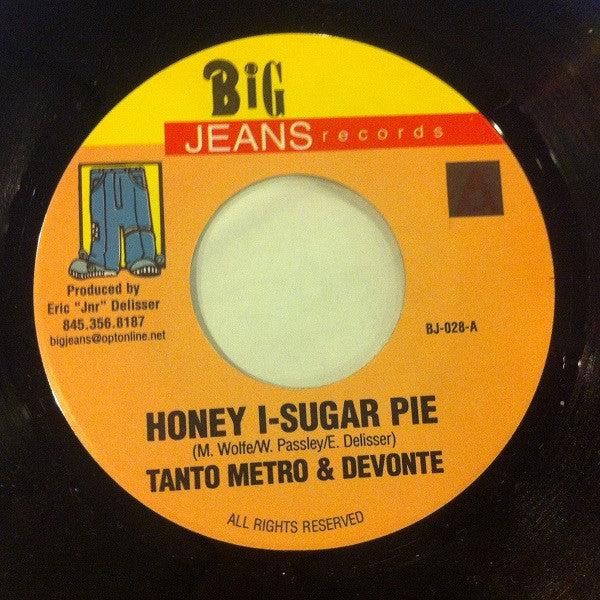 BiG
JEANS records
Produced by
Eric "Jnr" Delisser
845.356.8187
bigjeans@optonline.net
BJ-028-A
HONEY I-SUGAR PIE
(M. Wolfe/W. Passley/E. Delisser)
TANTO METRO & DEVONTE
ALL RIGHTS RESERVED